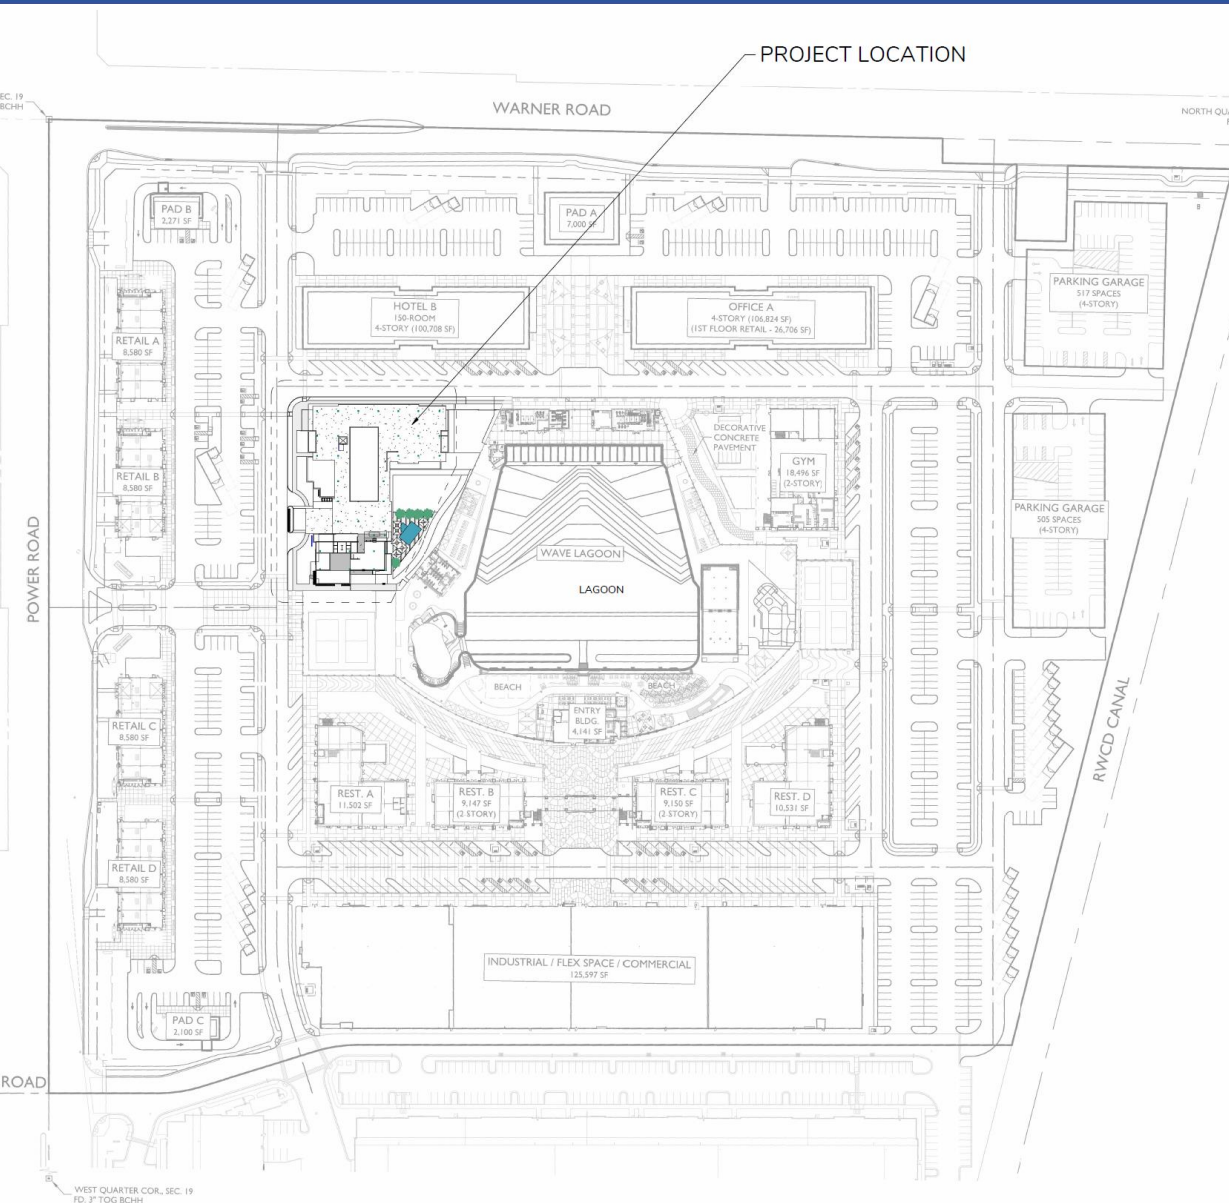 PROJECT LOCATION
EC. 19
BCHH
WARNER ROAD
NORTH QU
PAD B
2,271 SF
PAD A
7,000 SF
PARKING GARAGE
517 SPACES
(4-STORY)
HOTEL B
150-ROOM
4-STORY (100,708 SF)
OFFICE A
4-STORY (106,824 SF)
(1ST FLOOR RETAIL - 26,706 SF)
RETAIL A
8,580 SF
DECORATIVE
CONCRETE
PAVEMENT
GYM
18,496 SF
(2-STORY)
RETAIL B
8,580 SF
PARKING GARAGE
505 SPACES
(4-STORY)
POWER ROAD
WAVE LAGOON
LAGOON
BEACH
BEACH
ENTRY
BLDG.
4,141 SF
RWCD CANAL
RETAIL C
8,580 SF
REST. A
11,502 SF
REST. B
9,147 SF
(2-STORY)
REST. C
9,150 SF
(2-STORY)
REST. D
10,531 SF
RETAIL D
8,580 SF
INDUSTRIAL / FLEX SPACE / COMMERCIAL
125,597 SF
PAD C
2,100 SF
ROAD
WEST QUARTER COR., SEC. 19
FD. 3" TOG BCHH